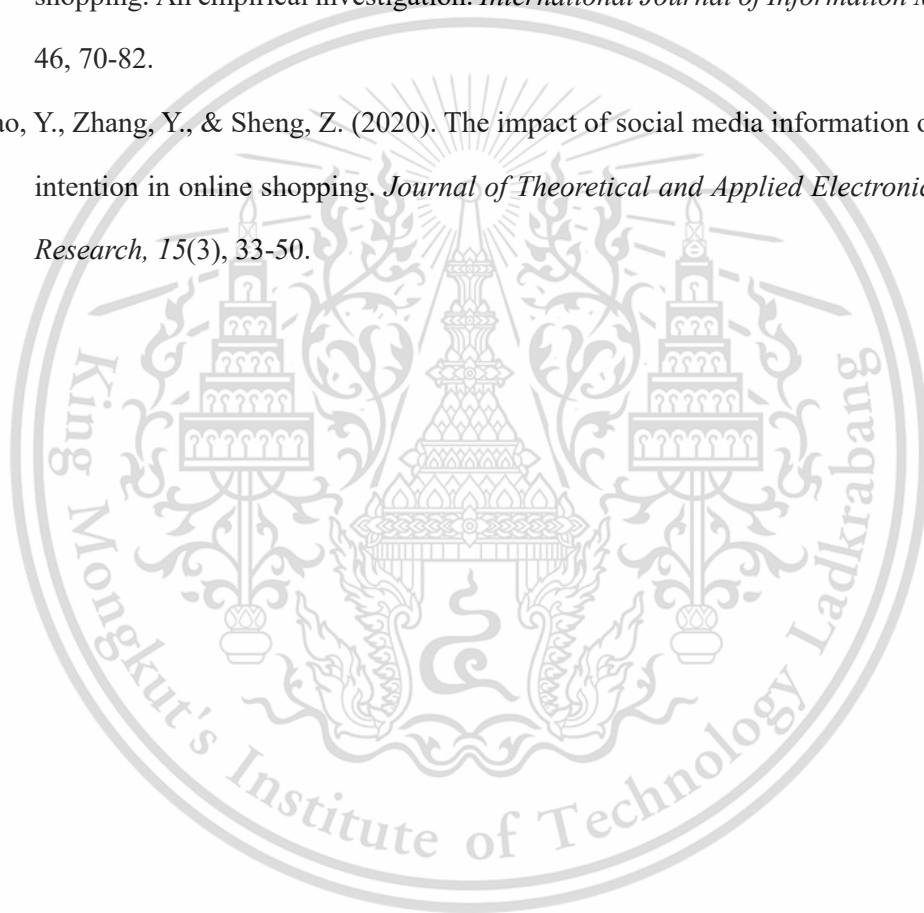 shopping: An empirical investigation. International Journal of Information
46, 70-82.
Y., Zhang, Y., & Sheng, Z. (2020). The impact of social media information
intention in online shopping. Journal of Theoretical and Applied Electronic
Research, 15(3), 33-50.
King Mongkut's Institute of Technology Ladkrabang